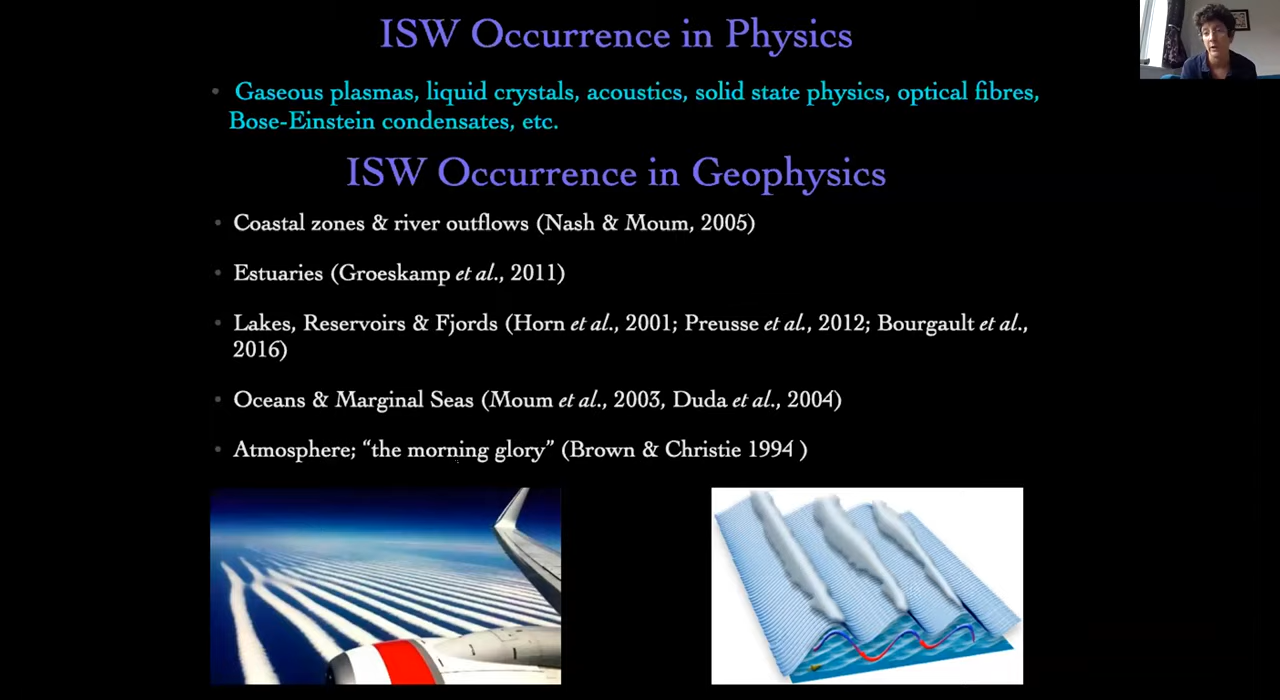 ISW Occurrence in Physics
• Gaseous plasmas, liquid crystals, acoustics, solid state physics, optical fibres,
Bose-Einstein condensates, etc.
ISW Occurrence in Geophysics
• Coastal zones & river outflows (Nash & Moum, 2005)
• Estuaries (Groeskamp et al., 2011)
• Lakes, Reservoirs & Fjords (Horn et al., 2001; Preusse et al., 2012; Bourgault et al.,
2016)
• Oceans & Marginal Seas (Moum et al., 2003, Duda et al., 2004)
• Atmosphere; “the morning glory” (Brown & Christie 1994 )